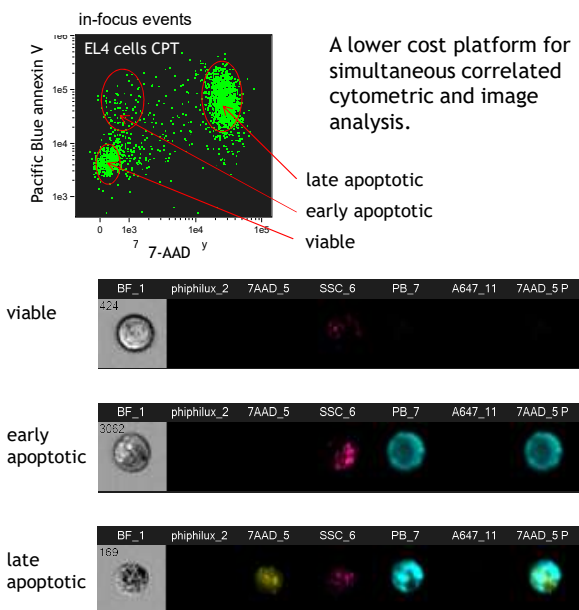 in-focus events
EL4 cells CPT
Pacific Blue annexin V
1e6
1e5
1e4
1e3
0 1e3 1e4 1e5
7 y
7-AAD
A lower cost platform for
simultaneous correlated
cytometric and image
analysis.
late apoptotic
early apoptotic
viable
viable
BF_1 phiphilux_2 7AAD_5 SSC_6 PB_7 A647_11 7AAD_5 P
424
early
apoptotic
BF_1 phiphilux_2 7AAD_5 SSC_6 PB_7 A647_11 7AAD_5 P
3062
late
apoptotic
BF_1 phiphilux_2 7AAD_5 SSC_6 PB_7 A647_11 7AAD_5 P
169